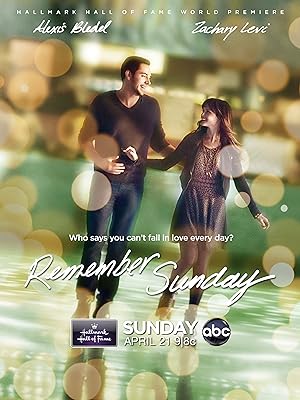 HALLMARK HALL OF FAME WORLD PREMIERE
Alexis Bledel Zachary Levi
Who says you can't fall in love every day?
Remember Sunday
Hallmark Hall of Fame SUNDAY abc
APRIL 21 9|8c